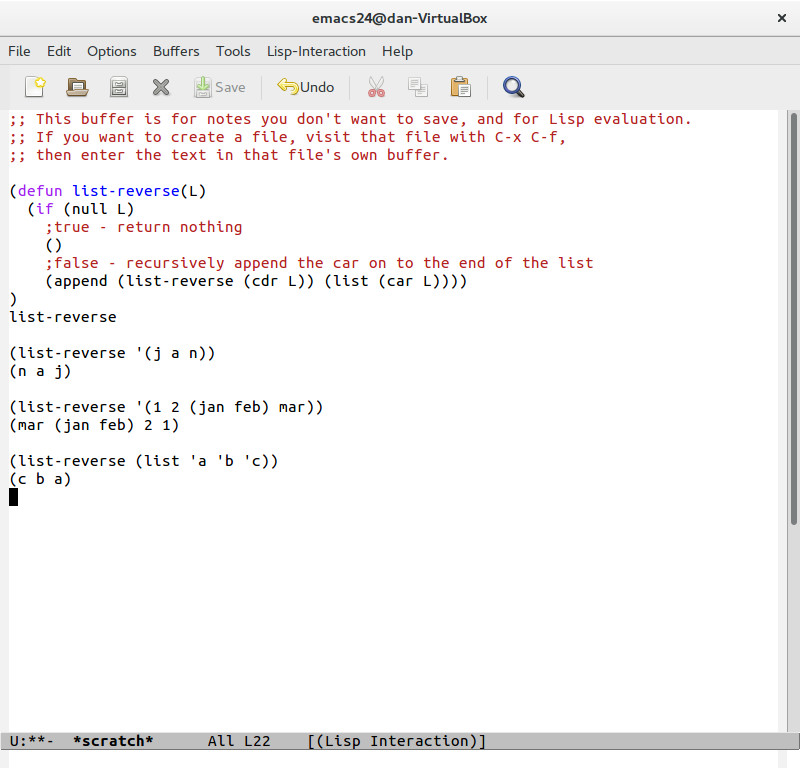 emacs24@dan-VirtualBox ×
File Edit Options Buffers Tools Lisp-Interaction Help
Save Undo
;; This buffer is for notes you don't want to save, and for Lisp evaluation.
;; If you want to create a file, visit that file with C-x C-f,
;; then enter the text in that file's own buffer.

(defun list-reverse(L)
  (if (null L)
    ;true - return nothing
    ()
    ;false - recursively append the car on to the end of the list
    (append (list-reverse (cdr L)) (list (car L))))
)
list-reverse

(list-reverse '(j a n))
(n a j)

(list-reverse '(1 2 (jan feb) mar))
(mar (jan feb) 2 1)

(list-reverse (list 'a 'b 'c))
(c b a)

U:**-  *scratch*      All L22    [(Lisp Interaction)]